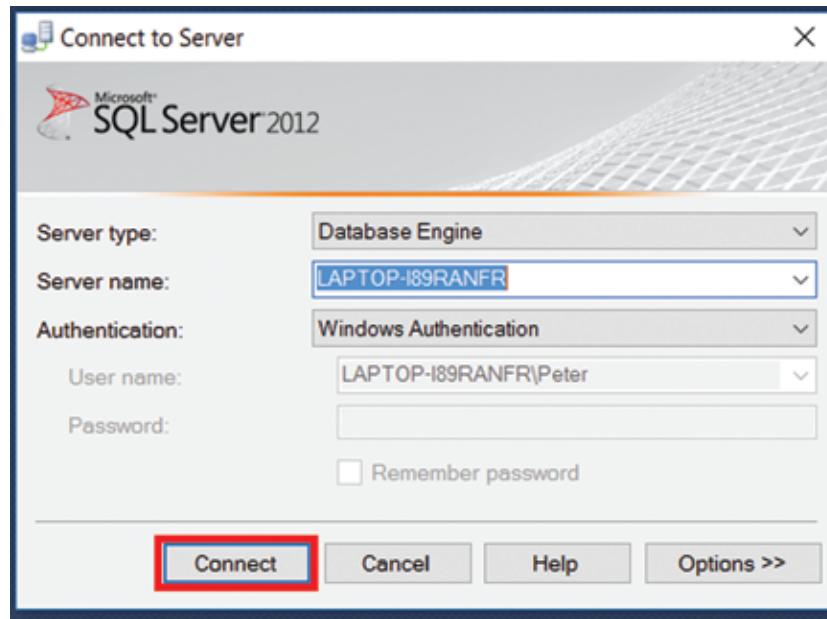 Connect to Server
Microsoft
SQL Server 2012
Server type: Database Engine
Server name: LAPTOP-I89RANFR
Authentication: Windows Authentication
User name: LAPTOP-I89RANFR\Peter
Password:
Remember password
Connect Cancel Help Options >>